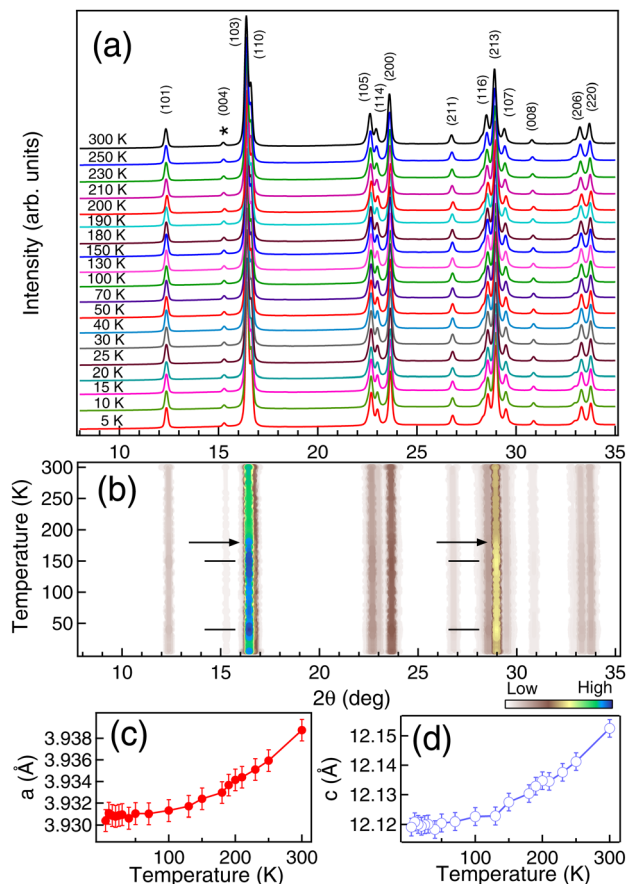 (a)
(101)
(004)
*
(103)
(110)
(105)
(114)
(200)
(211)
(116)
(213)
(107)
(008)
(206)
(220)
Intensity (arb. units)
300 K
250 K
230 K
210 K
200 K
190 K
180 K
150 K
130 K
100 K
70 K
50 K
40 K
30 K
25 K
20 K
15 K
10 K
5 K
10 15 20 25 30 35
(b)
Temperature (K)
300
250
200
150
100
50
10 15 20 25 30 35
2θ (deg)
Low High
(c)
a (Å)
3.938
3.936
3.934
3.932
3.930
100 200 300
Temperature (K)
(d)
c (Å)
12.15
12.14
12.13
12.12
100 200 300
Temperature (K)